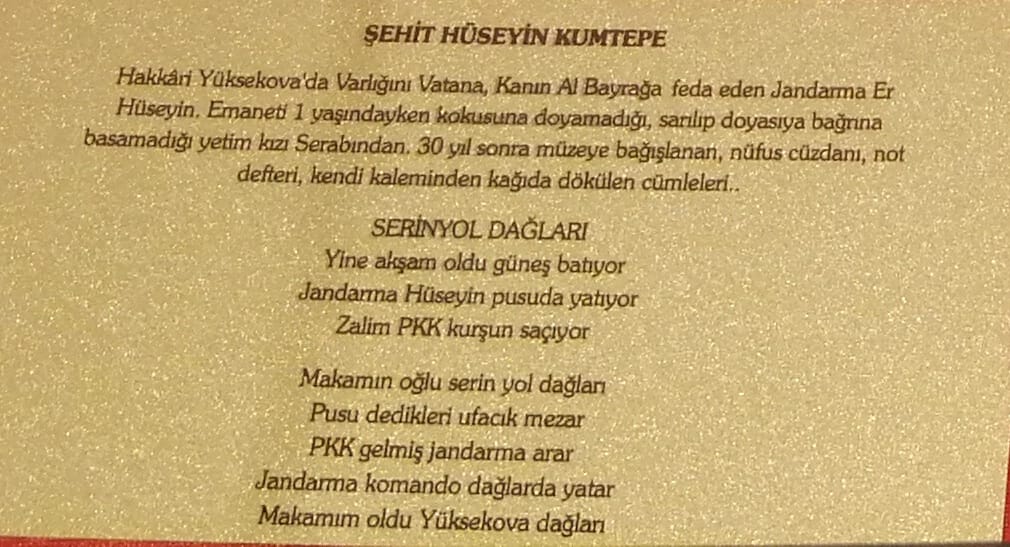 ŞEHİT HÜSEYİN KUMTEPE
Hakkâri Yüksekova'da Varlığını Vatana, Kanın Al Bayrağa feda eden Jandarma Er
Hüseyin. Emaneti 1 yaşındayken kokusuna doyamadığı, sarılıp doyasıya bağrına
basamadığı yetim kızı Serabından. 30 yıl sonra müzeye bağışlanan, nüfus cüzdanı, not
defteri, kendi kaleminden kağıda dökülen cümleleri..
SERİNYOL DAĞLARI
Yine akşam oldu güneş batıyor
Jandarma Hüseyin pusuda yatıyor
Zalim PKK kurşun saçıyor
Makamın oğlu serin yol dağları
Pusu dedikleri ufacık mezar
PKK gelmiş jandarma arar
Jandarma komando dağlarda yatar
Makamım oldu Yüksekova dağları